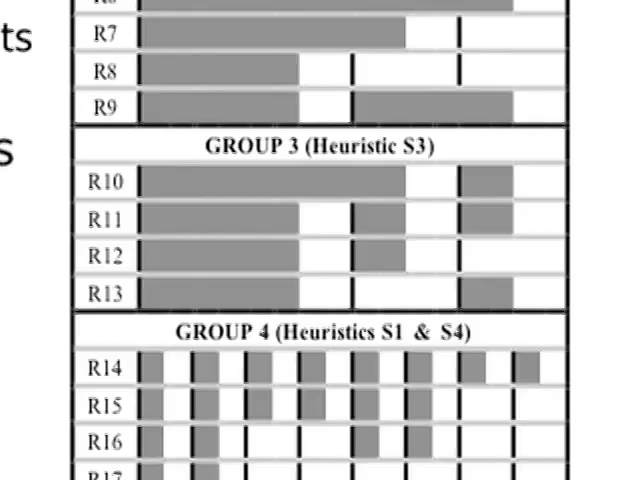 ts
s
R7
R8
R9
GROUP 3 (Heuristic S3)
R10
R11
R12
R13
GROUP 4 (Heuristics S1 & S4)
R14
R15
R16
R17